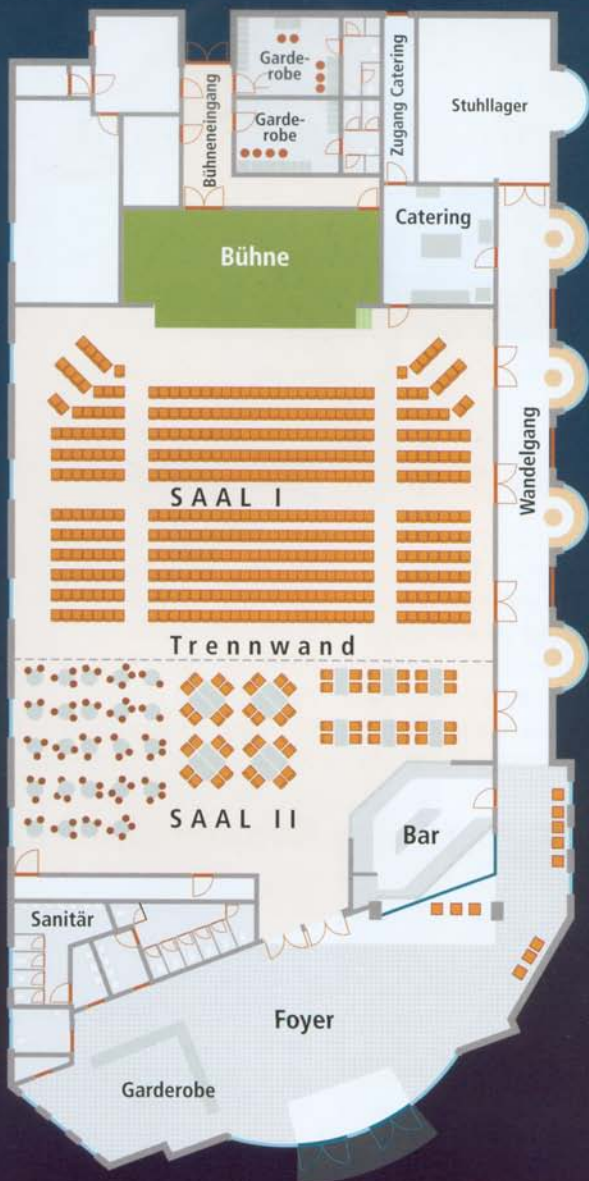 Garde-
robe
Garde-
robe
Bühneneingang
Zugang Catering
Stuhllager
Catering
Bühne
Wandelgang
SAAL I
Trennwand
SAAL II
Bar
Sanitär
Foyer
Garderobe